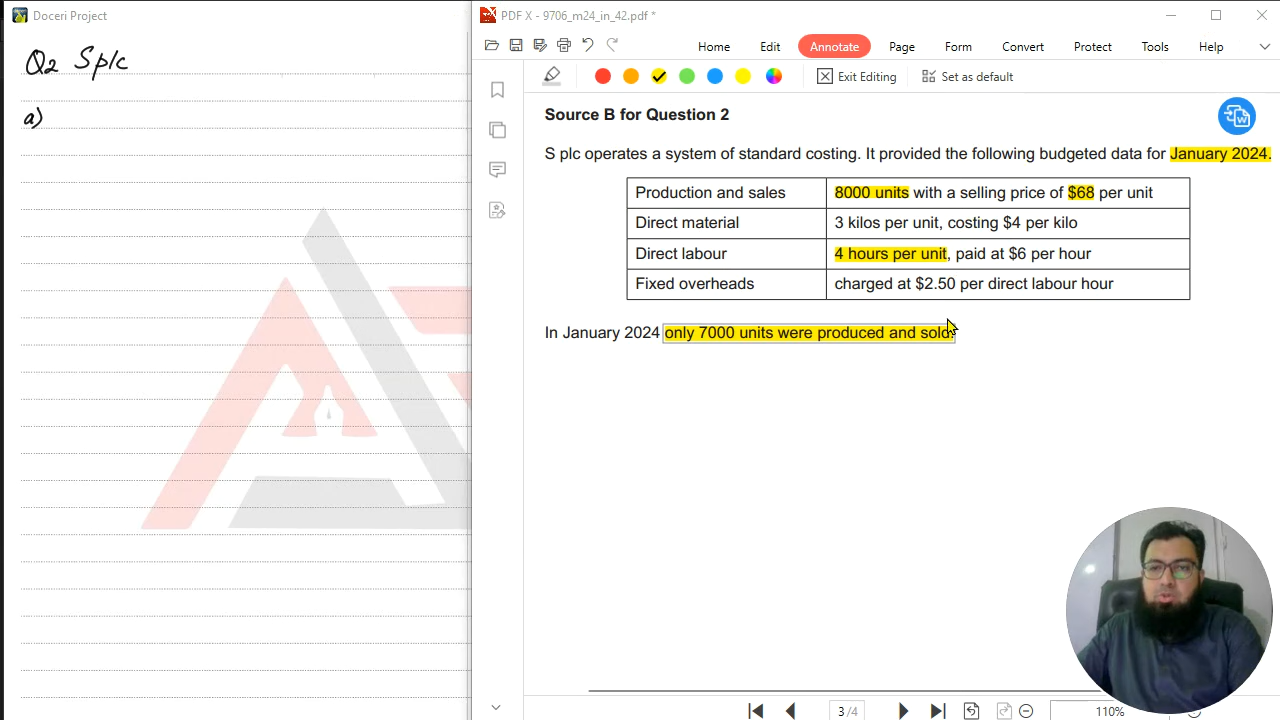 Doceri Project
Q2 S plc
a)
PDF X - 9706_m24_in_42.pdf *
Home Edit Annotate Page Form Convert Protect Tools Help
Exit Editing Set as default
Source B for Question 2
S plc operates a system of standard costing. It provided the following budgeted data for January 2024.
Production and sales 8000 units with a selling price of $68 per unit
Direct material 3 kilos per unit, costing $4 per kilo
Direct labour 4 hours per unit, paid at $6 per hour
Fixed overheads charged at $2.50 per direct labour hour
In January 2024 only 7000 units were produced and sold.
3/4 110%